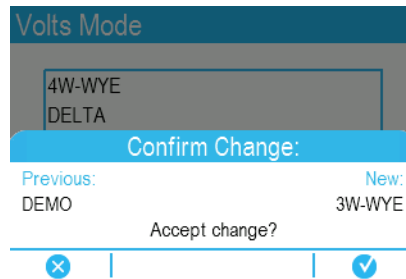 Volts Mode
4W-WYE
DELTA
Confirm Change:
Previous: New:
DEMO 3W-WYE
Accept change?